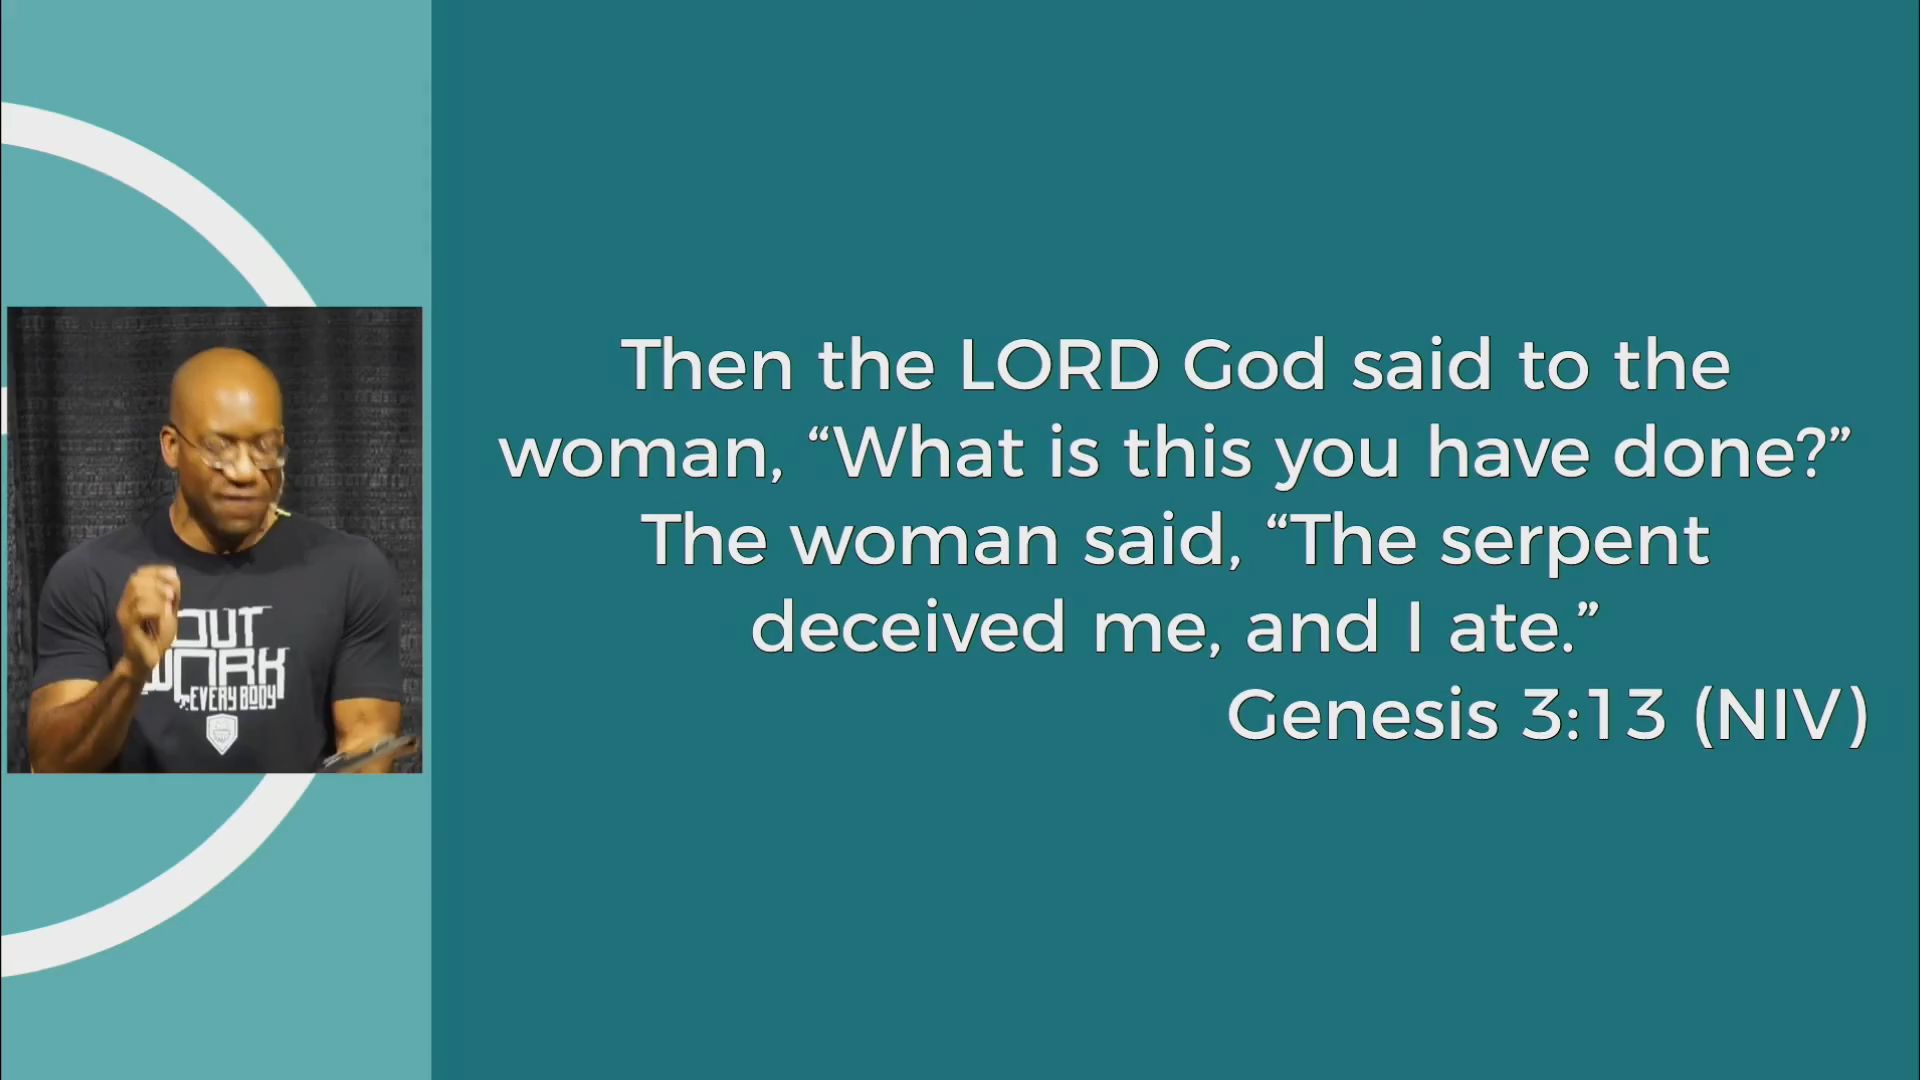 Then the LORD God said to the
woman, “What is this you have done?”
The woman said, “The serpent
deceived me, and I ate.”
Genesis 3:13 (NIV)
OUT
WORK
EVERYBODY